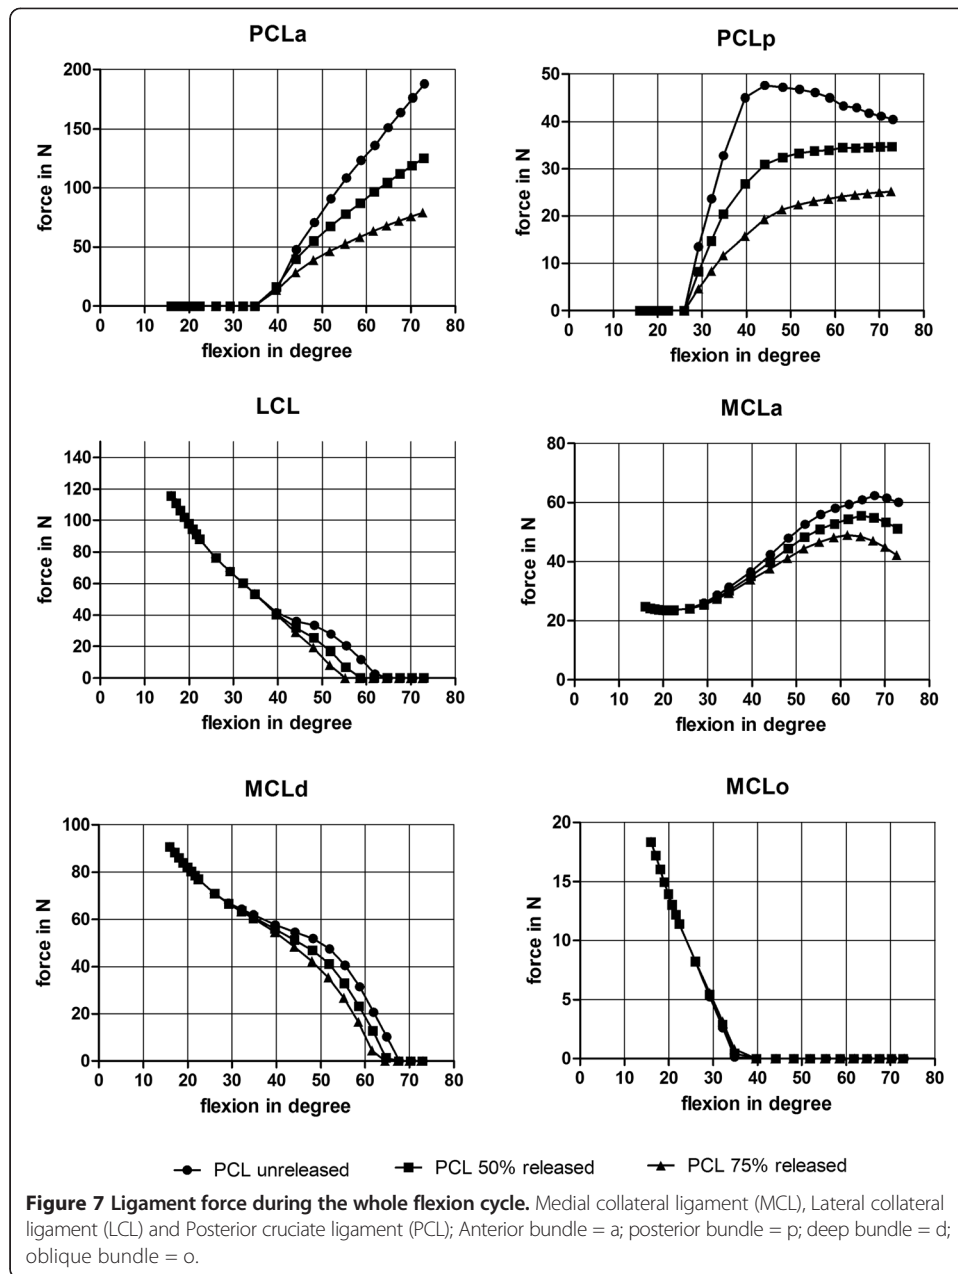 PCLa
200
150
100
50
0
force in N
0 10 20 30 40 50 60 70 80
flexion in degree
PCLp
50
40
30
20
10
0
force in N
0 10 20 30 40 50 60 70 80
flexion in degree
LCL
140
120
100
80
60
40
20
0
force in N
0 10 20 30 40 50 60 70 80
flexion in degree
MCLa
80
60
40
20
0
force in N
0 10 20 30 40 50 60 70 80
flexion in degree
MCLd
100
80
60
40
20
0
force in N
0 10 20 30 40 50 60 70 80
flexion in degree
MCLo
20
15
10
5
0
force in N
0 10 20 30 40 50 60 70 80
flexion in degree
PCL unreleased PCL 50% released PCL 75% released
Figure 7 Ligament force during the whole flexion cycle. Medial collateral ligament (MCL), Lateral collateral
ligament (LCL) and Posterior cruciate ligament (PCL); Anterior bundle = a; posterior bundle = p; deep bundle = d;
oblique bundle = o.